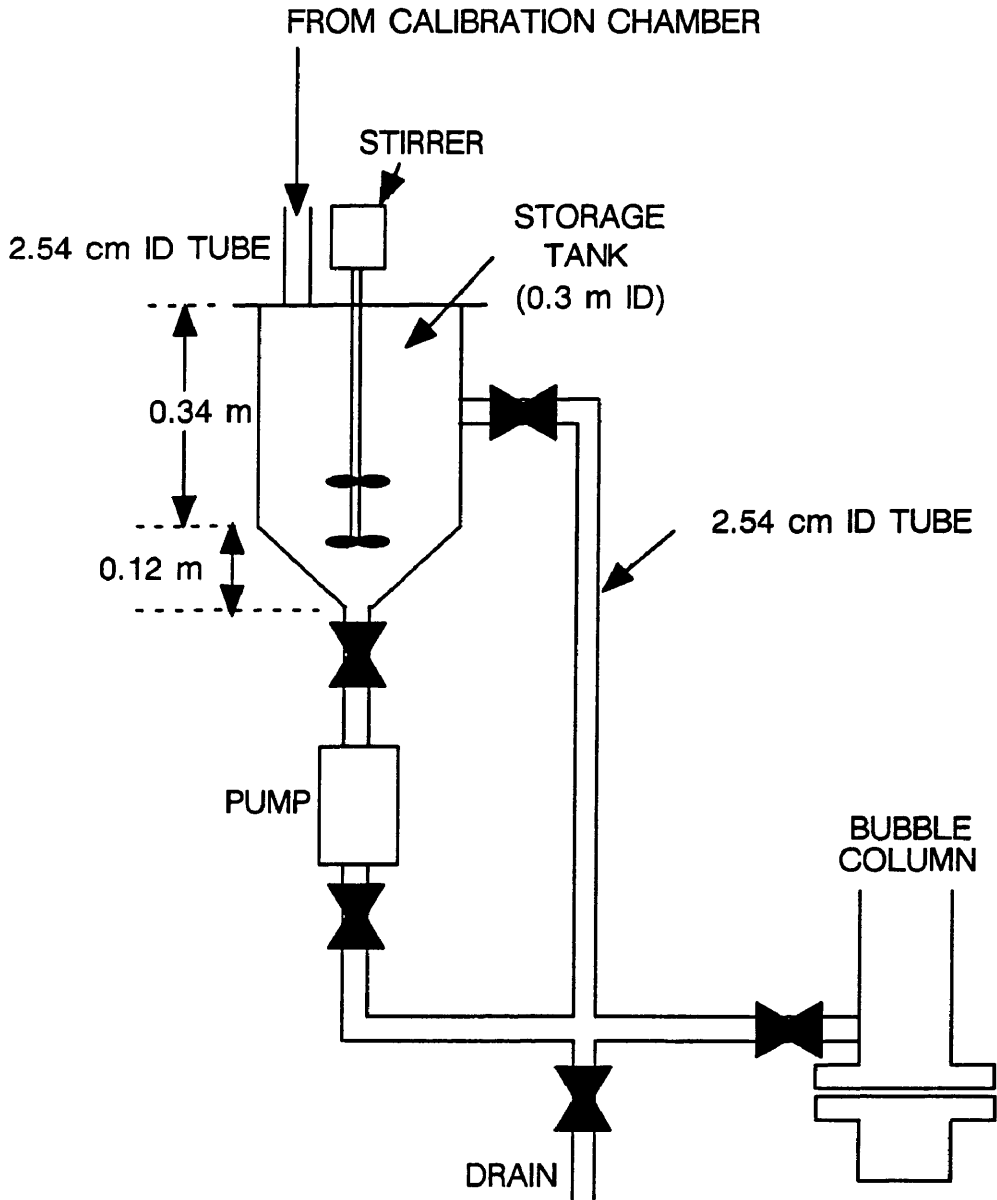 FROM CALIBRATION CHAMBER
STIRRER
2.54 cm ID TUBE
STORAGE
TANK
(0.3 m ID)
0.34 m
2.54 cm ID TUBE
0.12 m
PUMP
BUBBLE
COLUMN
DRAIN